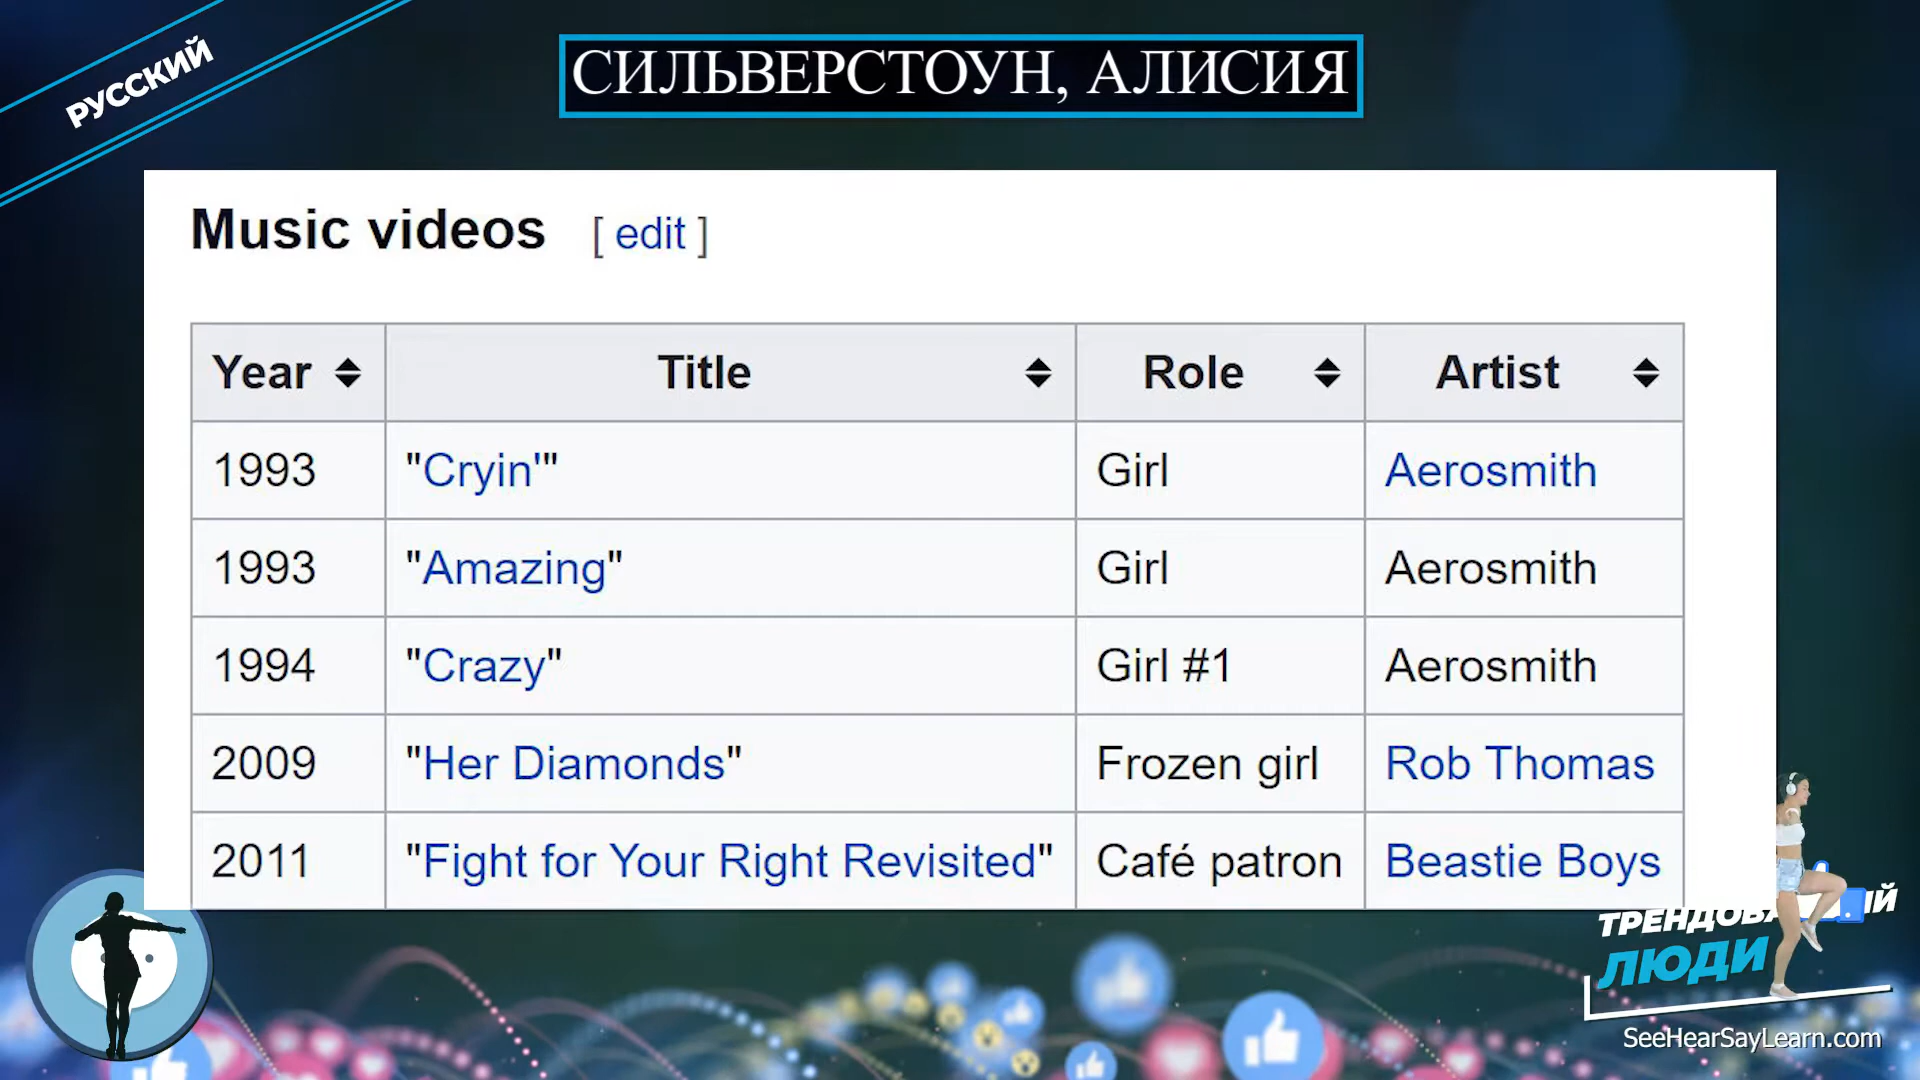 РУССКИЙ
СИЛЬВЕРСТОУН, АЛИСИЯ
Music videos [ edit ]
Year Title Role Artist
1993 "Cryin'" Girl Aerosmith
1993 "Amazing" Girl Aerosmith
1994 "Crazy" Girl #1 Aerosmith
2009 "Her Diamonds" Frozen girl Rob Thomas
2011 "Fight for Your Right Revisited" Café patron Beastie Boys
ЛЮДИ
SeeHearSayLearn.com